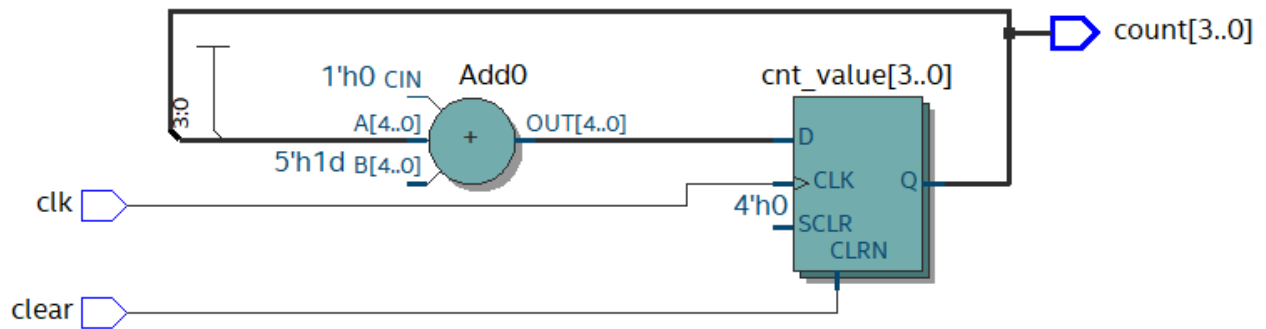 count[3..0]
1'h0 CIN
Add0
cnt_value[3..0]
3:0
A[4..0]
+
OUT[4..0]
D
5'h1d B[4..0]
clk
CLK
Q
4'h0
SCLR
CLRN
clear